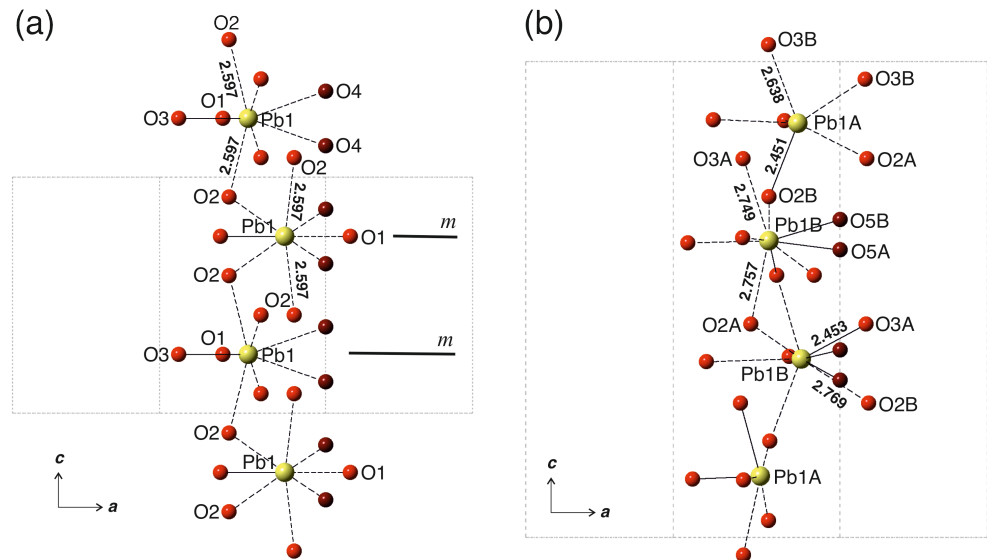 (a)
O2
2.597
O4
O1
O3
Pb1
O4
2.597
O2
O2
2.597
Pb1
m
O1
O2
2.597
O2
O1
m
O3
Pb1
O2
Pb1
O1
O2
c
a
(b)
O3B
2.638
O3B
Pb1A
2.451
O3A
O2A
2.749
O2B
Pb1B
O5B
O5A
2.757
O2A
2.453
O3A
Pb1B
2.769
O2B
Pb1A
c
a